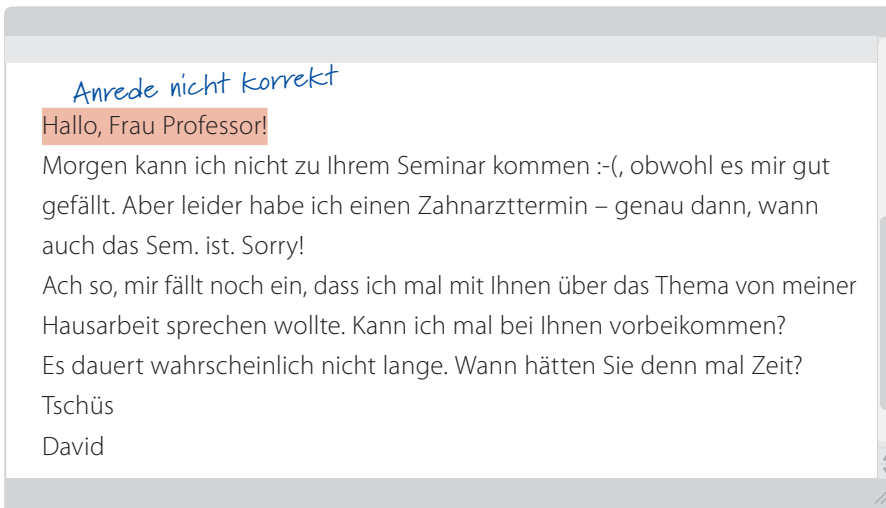 Anrede nicht korrekt
Hallo, Frau Professor!
Morgen kann ich nicht zu Ihrem Seminar kommen :-(, obwohl es mir gut
gefällt. Aber leider habe ich einen Zahnarzttermin – genau dann, wann
auch das Sem. ist. Sorry!
Ach so, mir fällt noch ein, dass ich mal mit Ihnen über das Thema von meiner
Hausarbeit sprechen wollte. Kann ich mal bei Ihnen vorbeikommen?
Es dauert wahrscheinlich nicht lange. Wann hätten Sie denn mal Zeit?
Tschüs
David